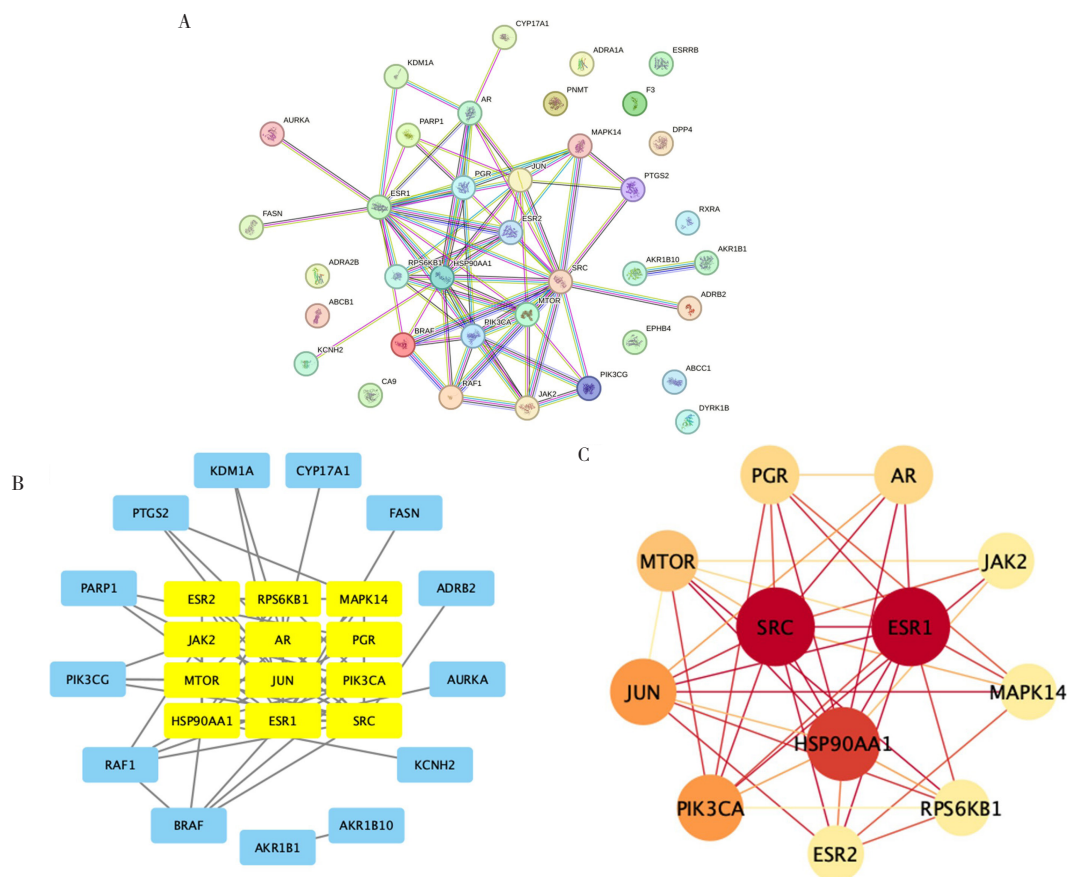 A
CYP17A1
KDM1A
ADRA1A
ESRRB
PNMT
F3
AR
AURKA
PARP1
MAPK14
DPP4
PGR
JUN
PTGS2
ESR1
FASN
ESR2
RXRA
ADRA2B
RPS6KB1
HSP90AA1
SRC
AKR1B10
AKR1B1
ABCB1
MTOR
ADRB2
BRAF
PIK3CA
EPHB4
KCNH2
CA9
RAF1
JAK2
PIK3CG
ABCC1
DYRK1B
B
KDM1A
CYP17A1
PTGS2
FASN
PARP1
ESR2
RPS6KB1
MAPK14
ADRB2
JAK2
AR
PGR
PIK3CG
MTOR
JUN
PIK3CA
AURKA
HSP90AA1
ESR1
SRC
RAF1
KCNH2
BRAF
AKR1B10
AKR1B1
C
PGR
AR
MTOR
JAK2
SRC
ESR1
JUN
MAPK14
HSP90AA1
PIK3CA
RPS6KB1
ESR2